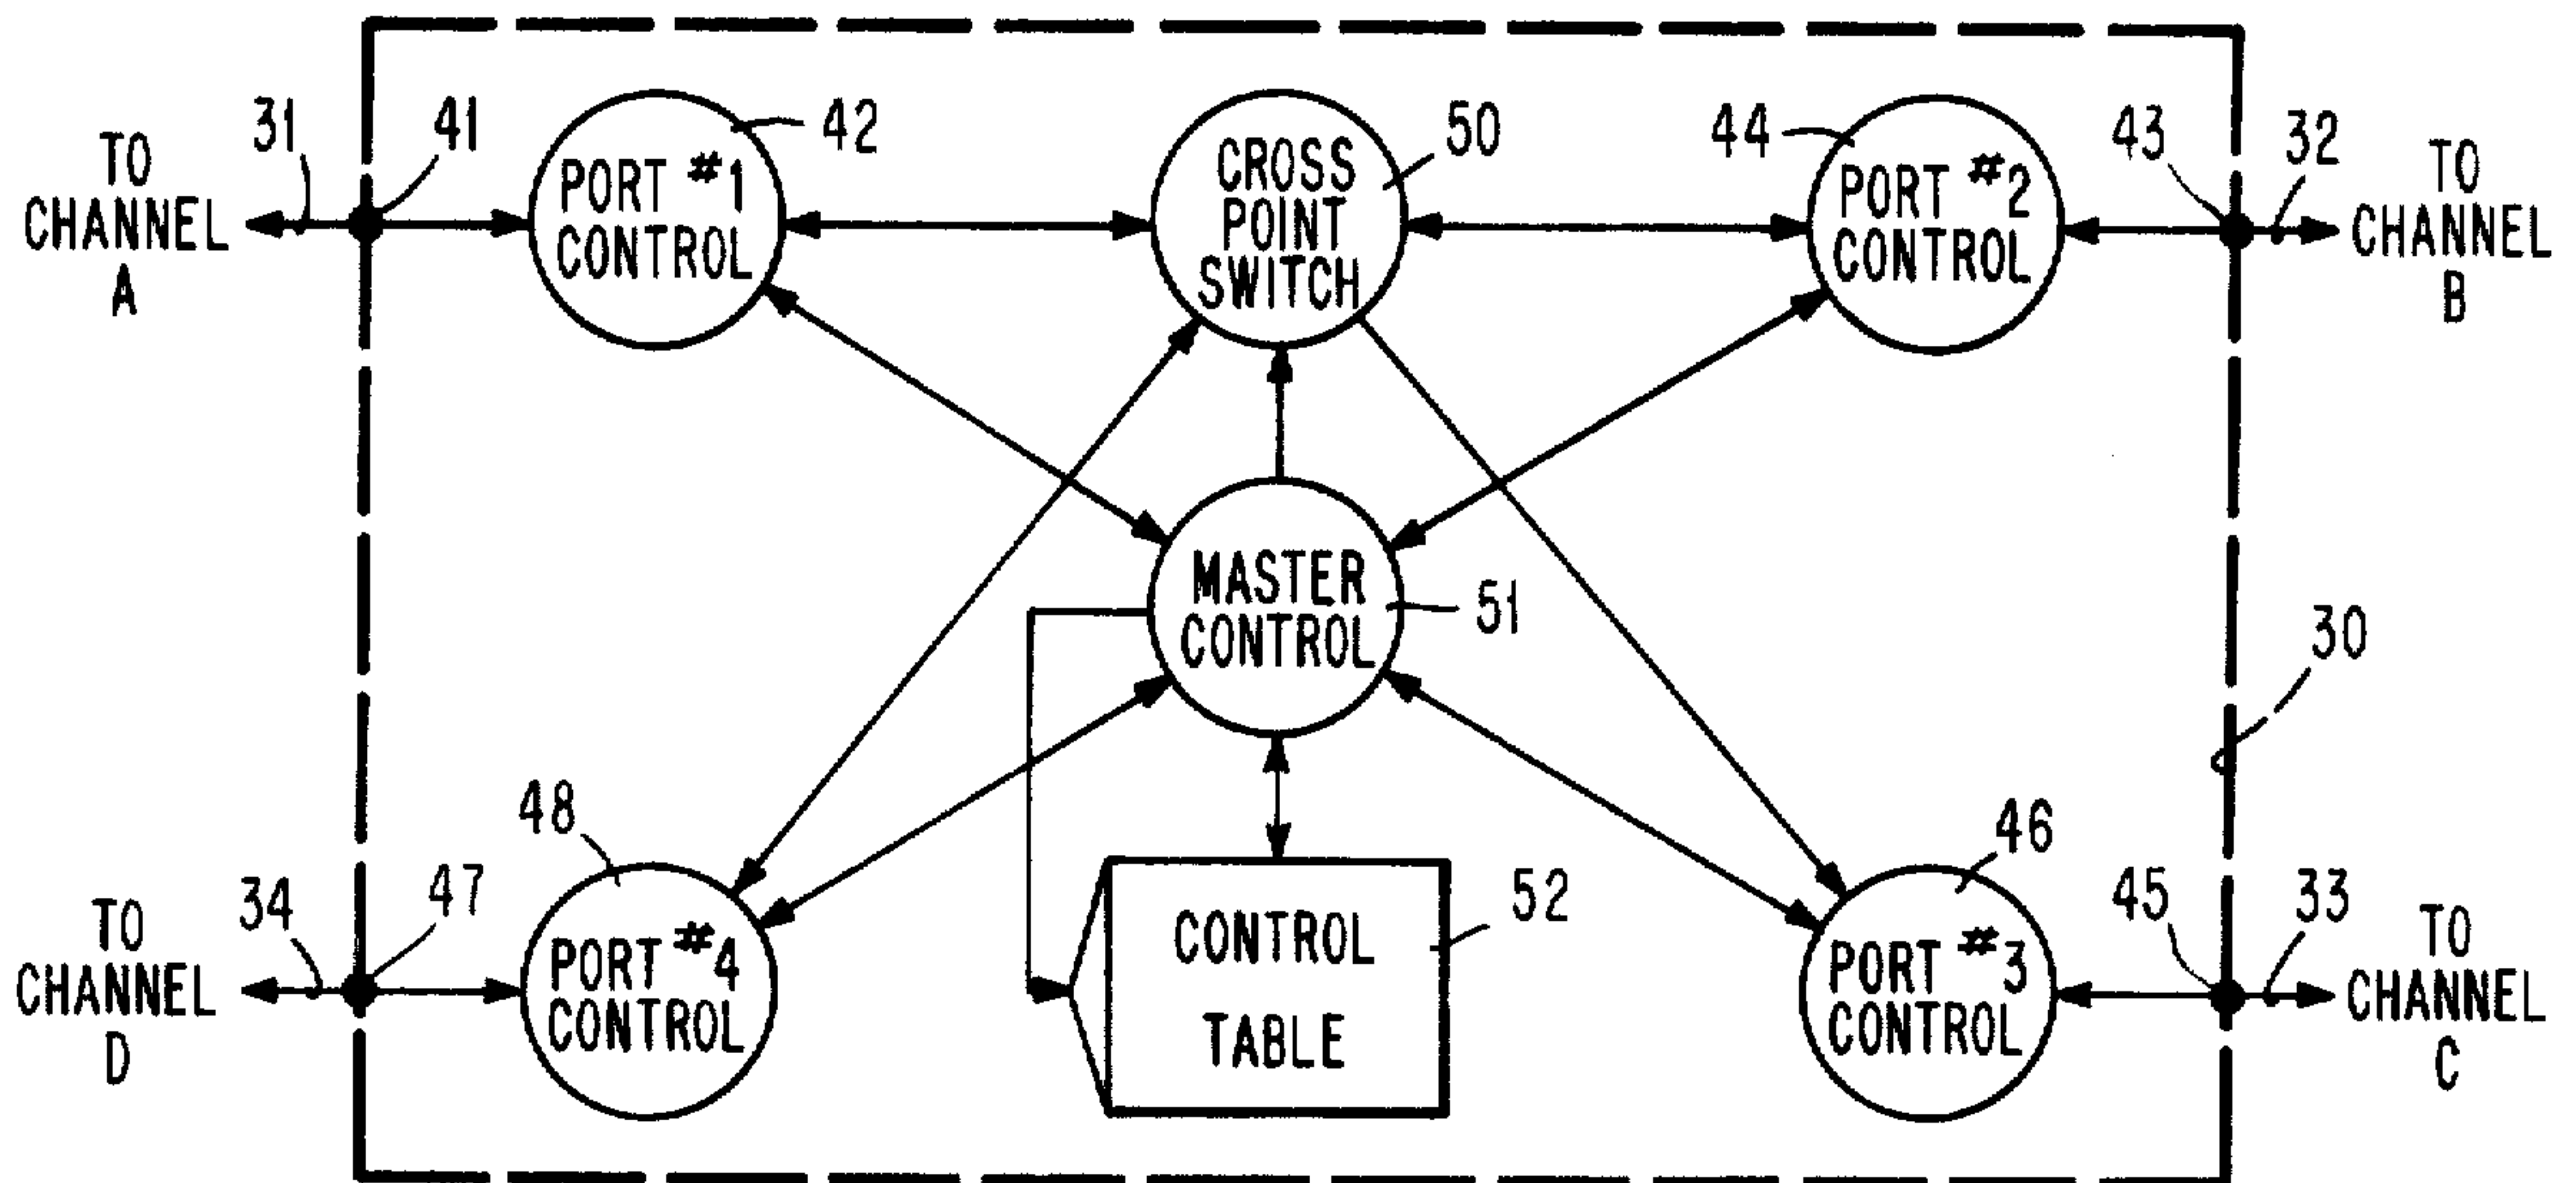 TO
CHANNEL
A
31
41
PORT #1
CONTROL
42
CROSS
POINT
SWITCH
50
44
PORT #2
CONTROL
43
32
TO
CHANNEL
B
MASTER
CONTROL
51
30
TO
CHANNEL
D
34
47
48
PORT #4
CONTROL
CONTROL
TABLE
52
46
PORT #3
CONTROL
45
33
TO
CHANNEL
C